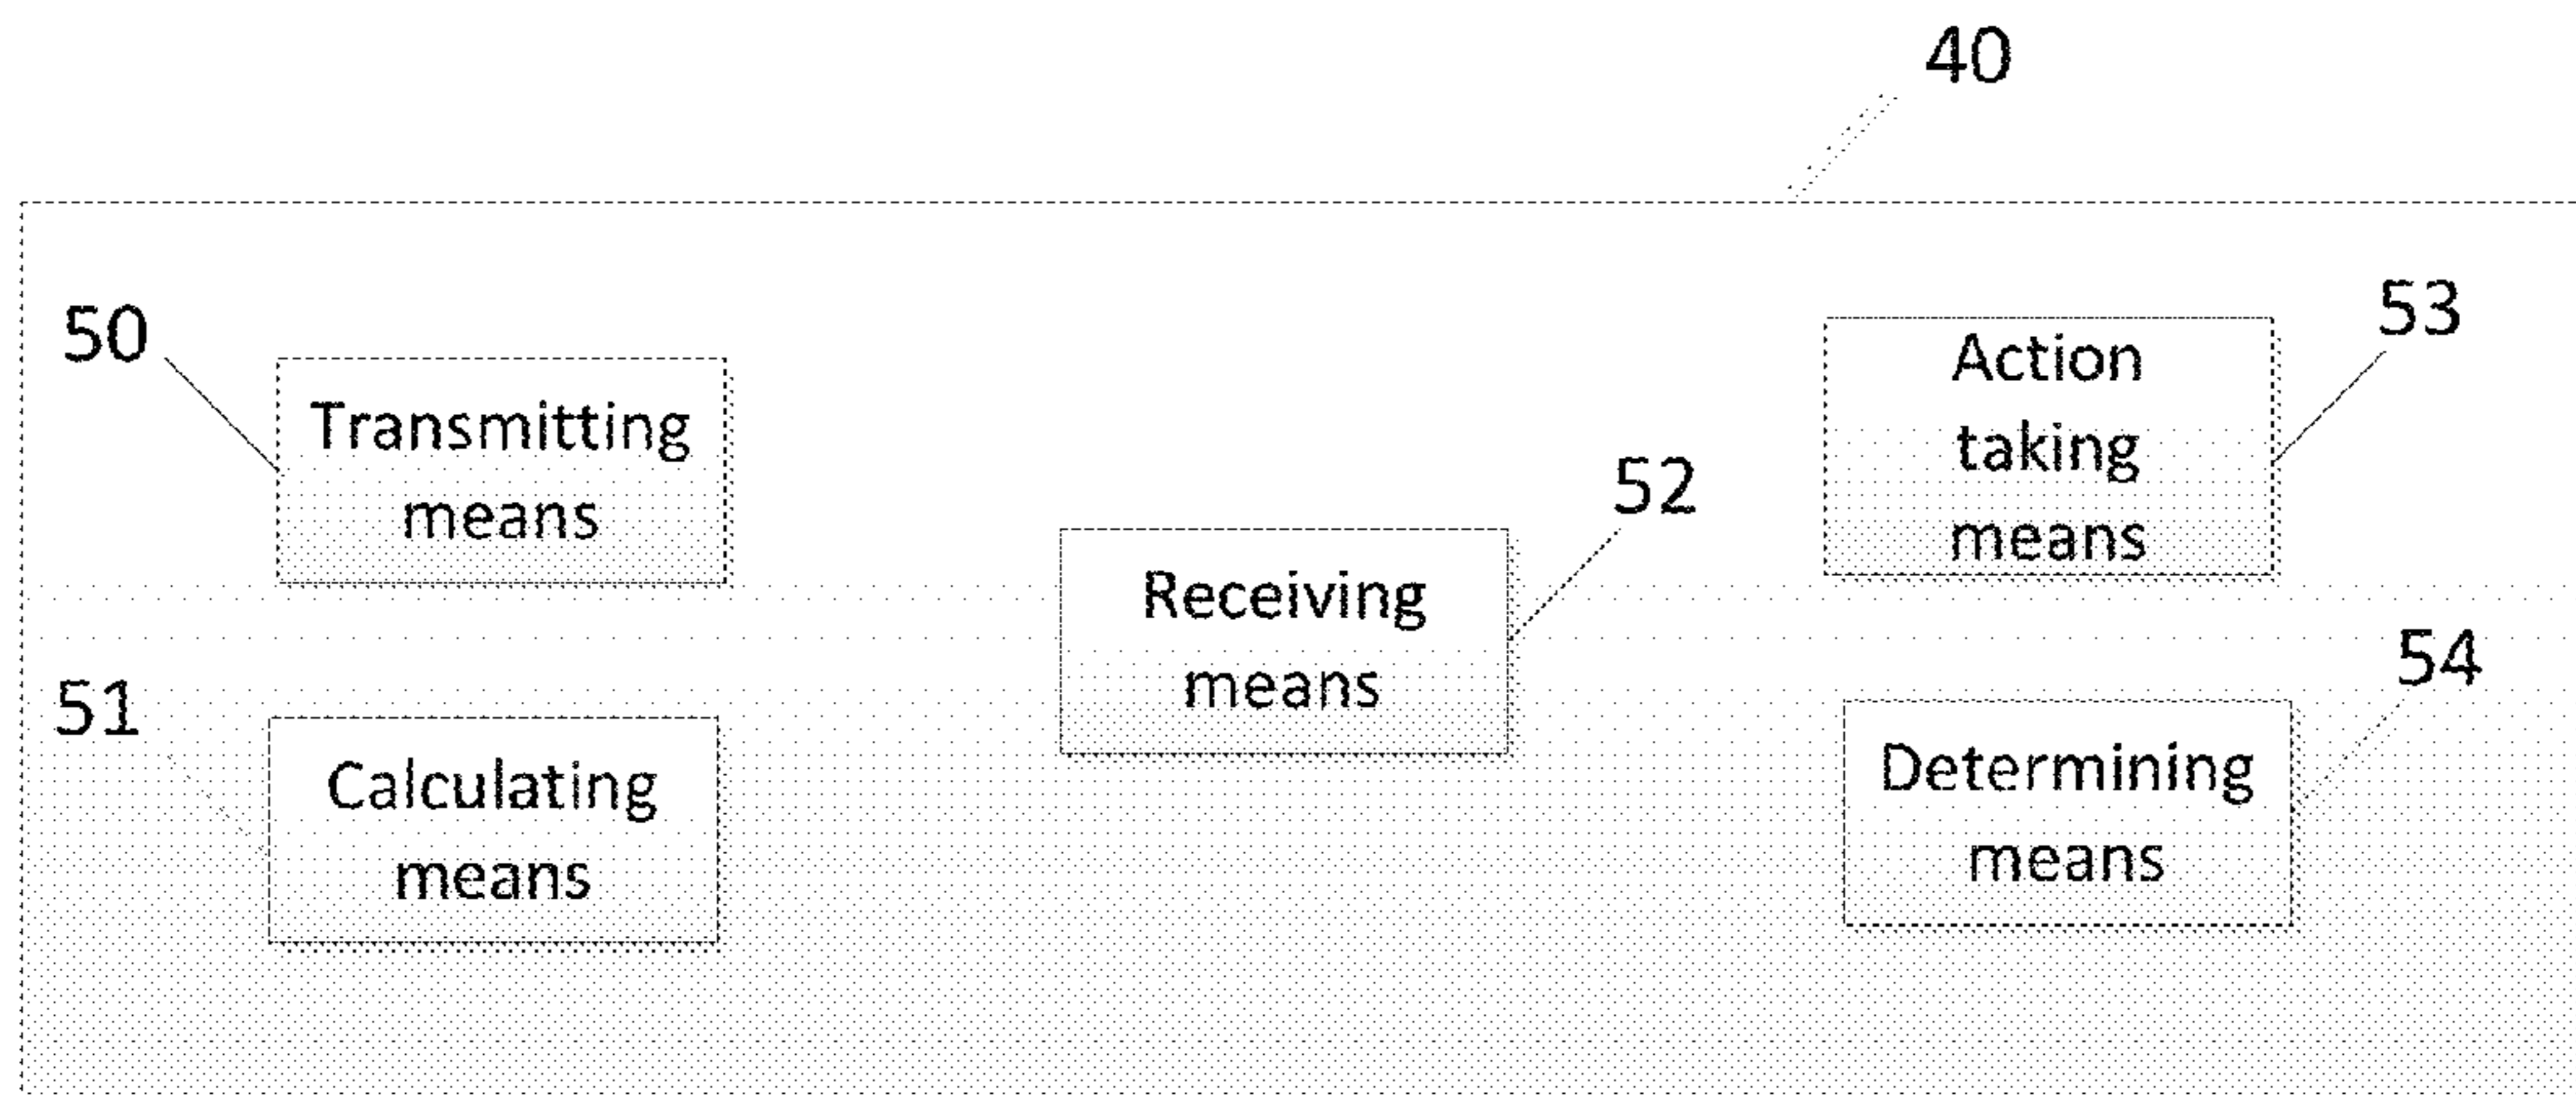 40
50
Transmitting
means
53
Action
taking
means
52
Receiving
means
51
Calculating
means
54
Determining
means